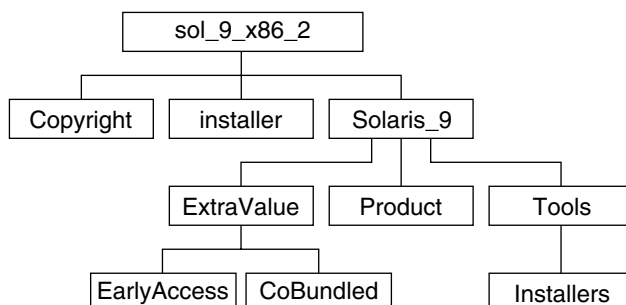 sol_9_x86_2
Copyright
installer
Solaris_9
ExtraValue
Product
Tools
EarlyAccess
CoBundled
Installers